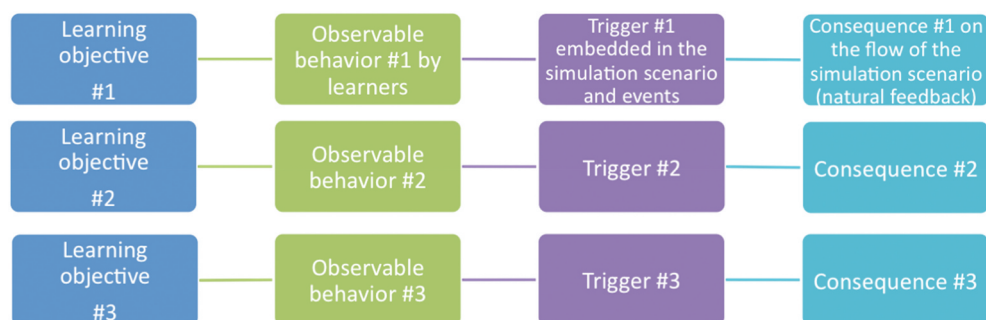 Learning
objective
#1
Observable
behavior #1 by
learners
Trigger #1
embedded in the
simulation scenario
and events
Consequence #1 on
the flow of the
simulation scenario
(natural feedback)
Learning
objective
#2
Observable
behavior #2
Trigger #2
Consequence #2
Learning
objective
#3
Observable
behavior #3
Trigger #3
Consequence #3